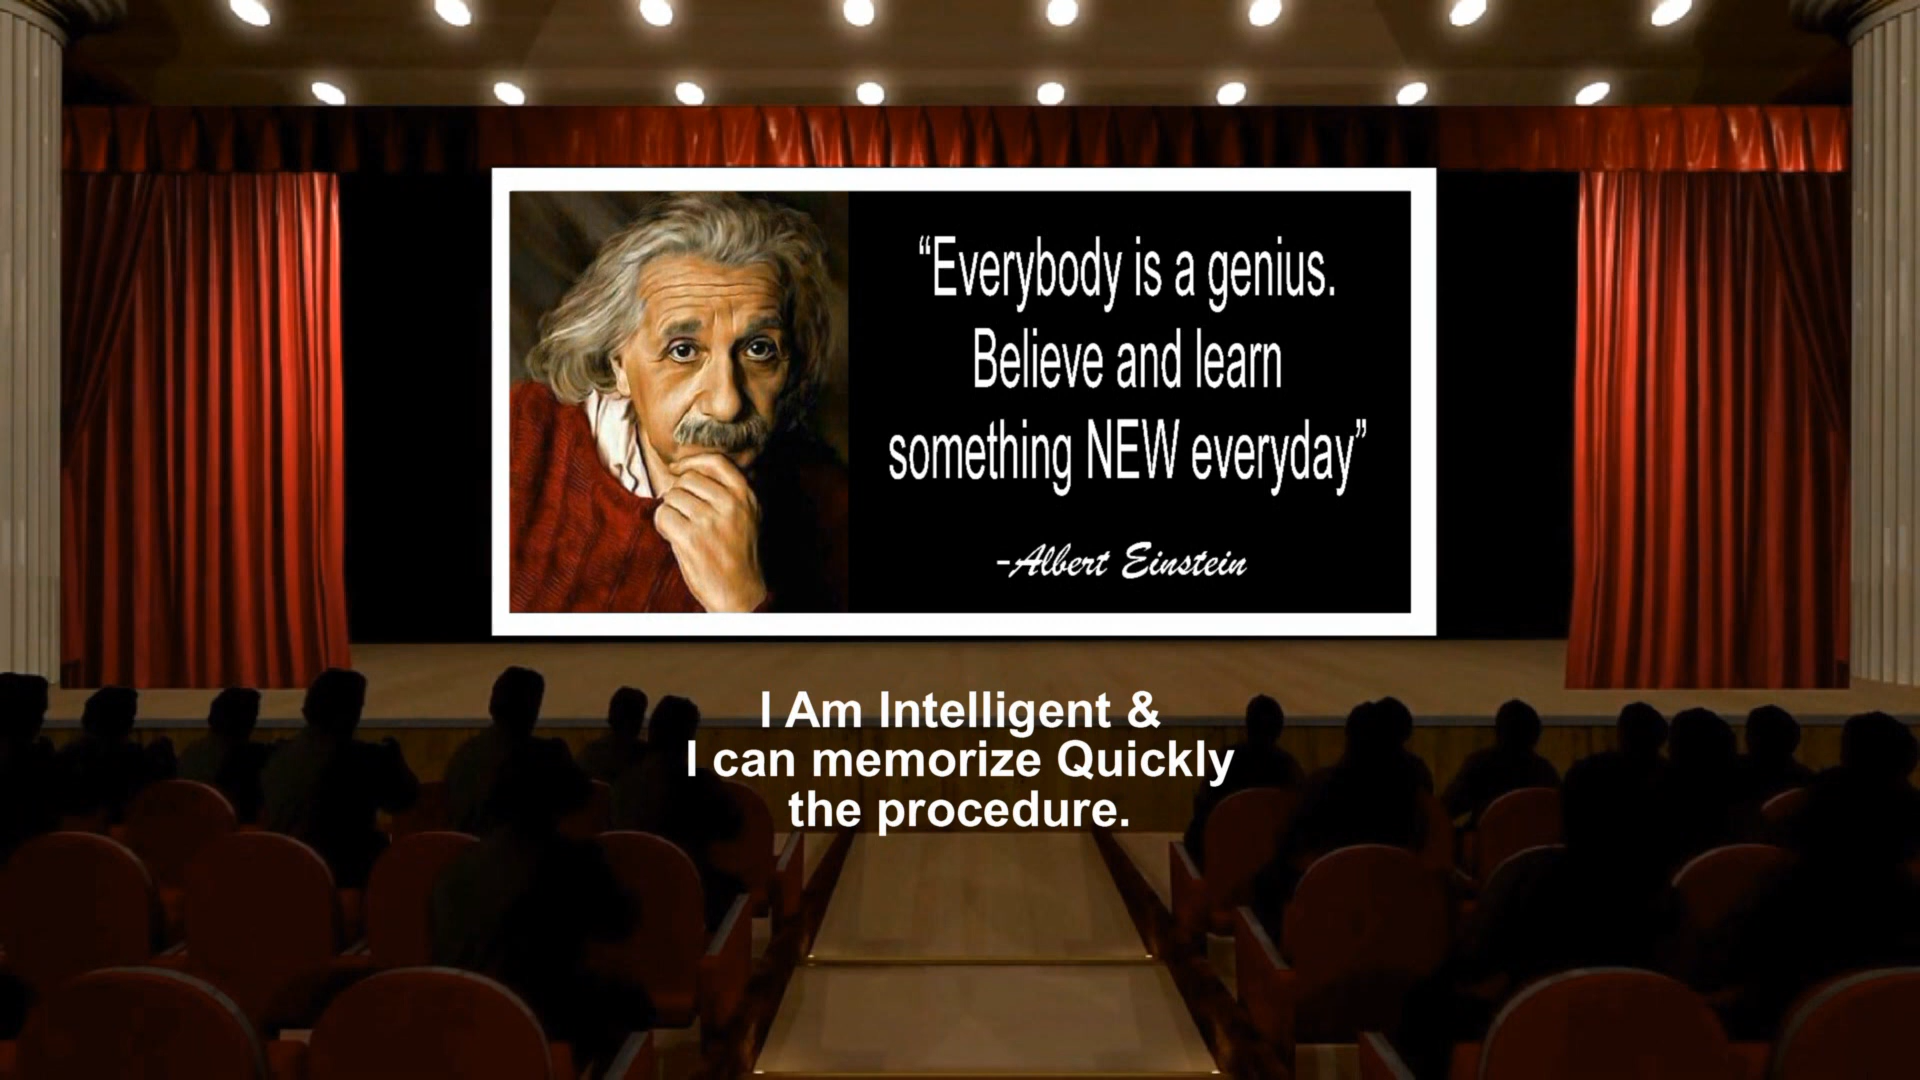 “Everybody is a genius.
Believe and learn
something NEW everyday”
-Albert Einstein
I Am Intelligent &
I can memorize Quickly
the procedure.